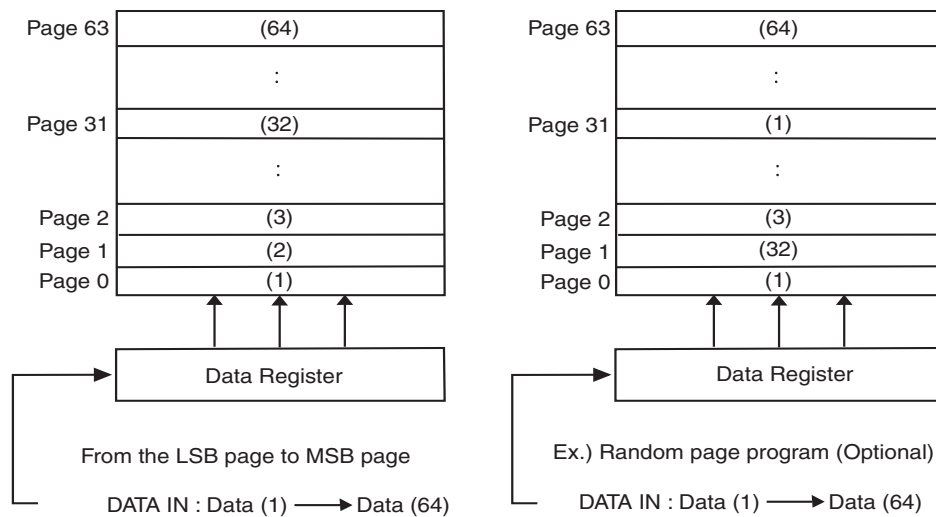 Page 63 (64)
:
Page 31 (32)
:
Page 2 (3)
Page 1 (2)
Page 0 (1)
Data Register
From the LSB page to MSB page
DATA IN : Data (1) Data (64)
Page 63 (64)
:
Page 31 (1)
:
Page 2 (3)
Page 1 (32)
Page 0 (1)
Data Register
Ex.) Random page program (Optional)
DATA IN : Data (1) Data (64)